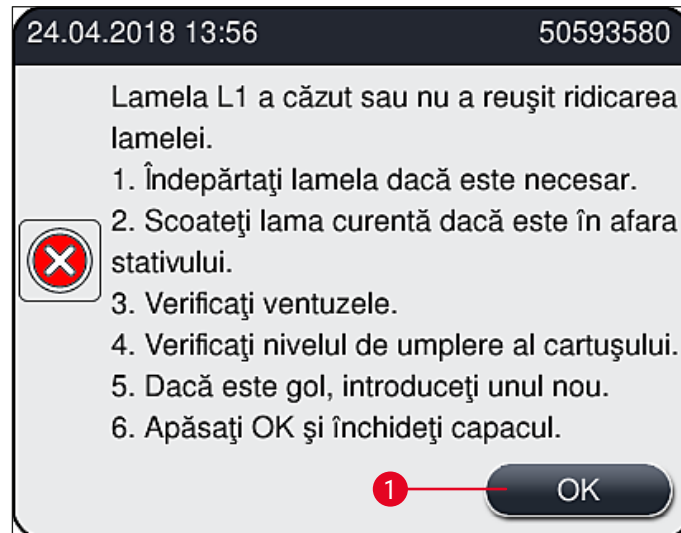 24.04.2018 13:56 50593580
Lamela L1 a căzut sau nu a reuşit ridicarea
lamelei.
1. Îndepărtaţi lamela dacă este necesar.
2. Scoateţi lama curentă dacă este în afara
stativului.
3. Verificaţi ventuzele.
4. Verificaţi nivelul de umplere al cartuşului.
5. Dacă este gol, introduceţi unul nou.
6. Apăsaţi OK şi închideţi capacul.
1 OK